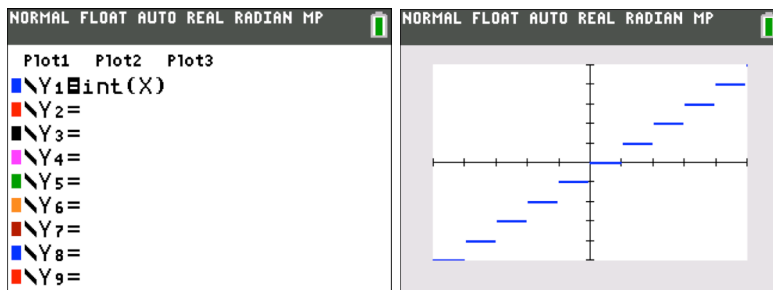 NORMAL FLOAT AUTO REAL RADIAN MP
Plot1 Plot2 Plot3
\Y1=int(X)
\Y2=
\Y3=
\Y4=
\Y5=
\Y6=
\Y7=
\Y8=
\Y9=
NORMAL FLOAT AUTO REAL RADIAN MP